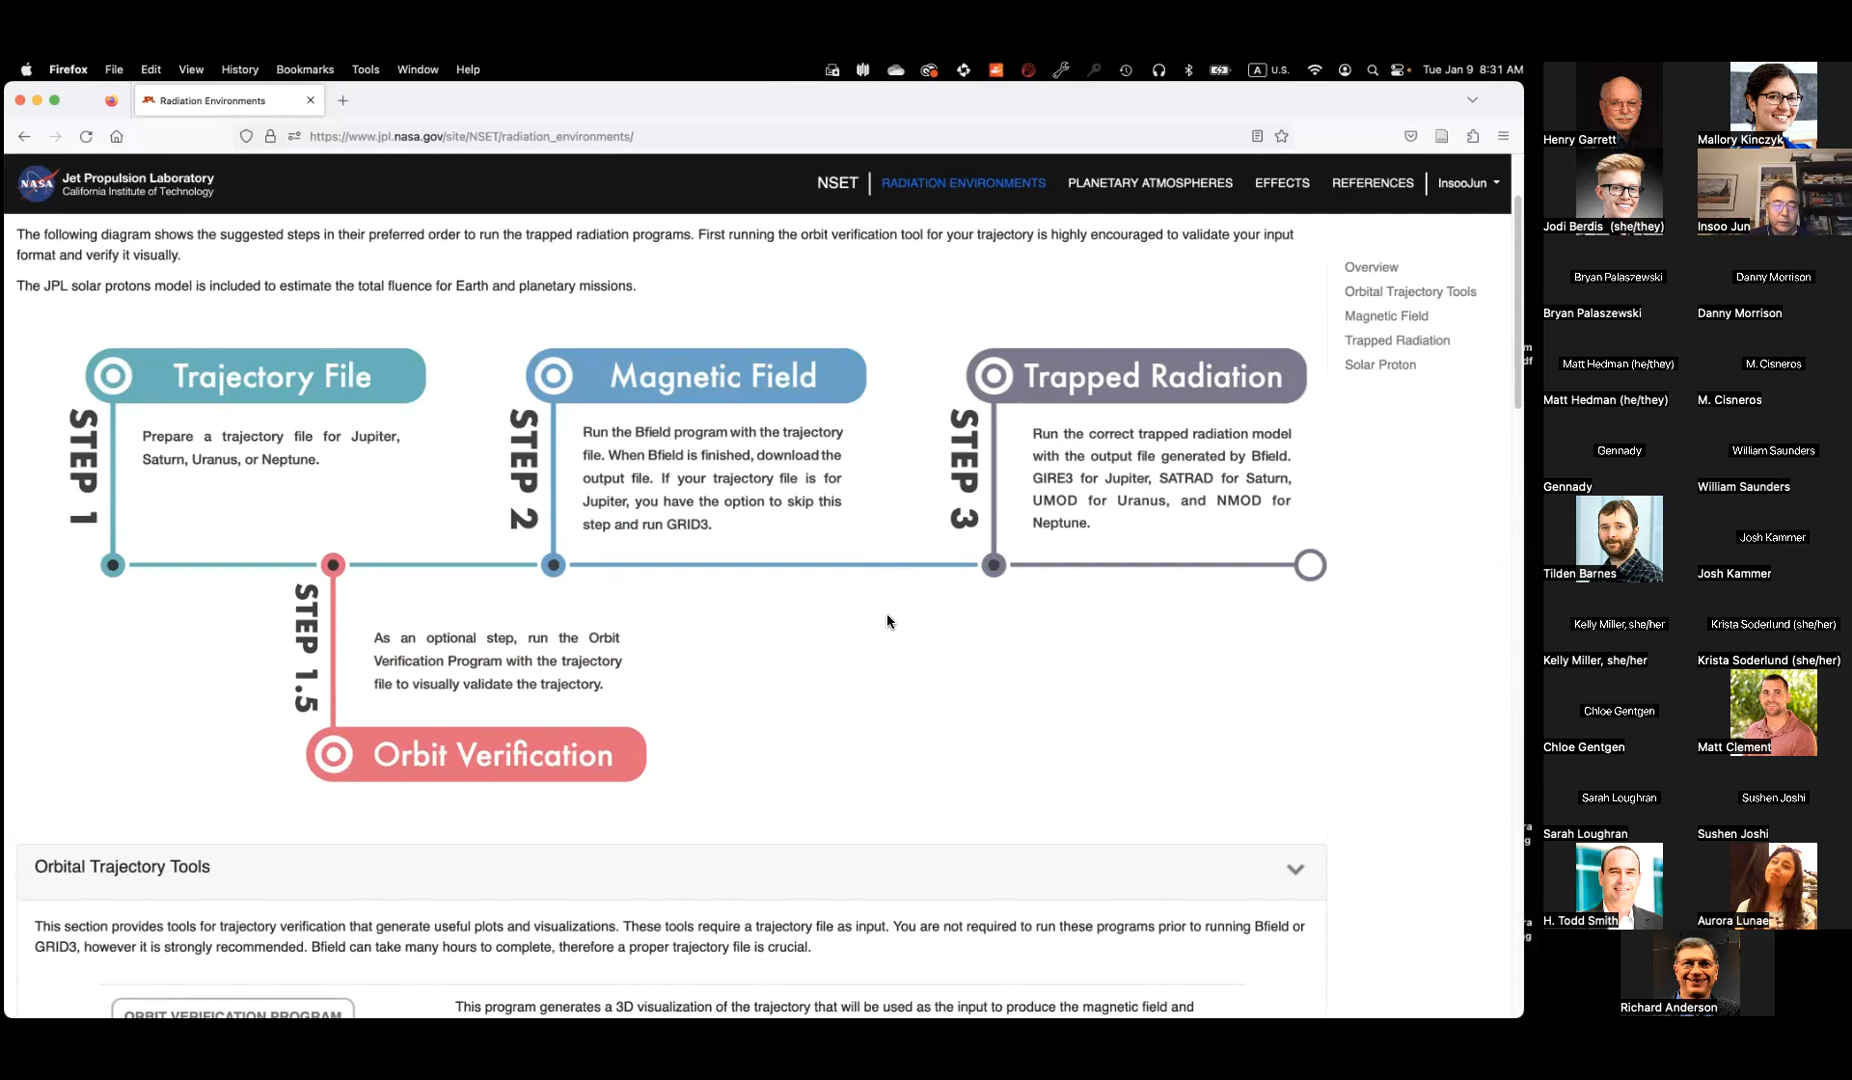 Firefox File Edit View History Bookmarks Tools Window Help
A U.S.
Tue Jan 9 8:31 AM
JPL Radiation Environments
https://www.jpl.nasa.gov/site/NSET/radiation_environments/
NASA
Jet Propulsion Laboratory
California Institute of Technology
NSET RADIATION ENVIRONMENTS PLANETARY ATMOSPHERES EFFECTS REFERENCES InsooJun
The following diagram shows the suggested steps in their preferred order to run the trapped radiation programs. First running the orbit verification tool for your trajectory is highly encouraged to validate your input
format and verify it visually.
The JPL solar protons model is included to estimate the total fluence for Earth and planetary missions.
Overview
Orbital Trajectory Tools
Magnetic Field
Trapped Radiation
Solar Proton
Trajectory File
STEP 1
Prepare a trajectory file for Jupiter,
Saturn, Uranus, or Neptune.
Magnetic Field
STEP 2
Run the Bfield program with the trajectory
file. When Bfield is finished, download the
output file. If your trajectory file is for
Jupiter, you have the option to skip this
step and run GRID3.
Trapped Radiation
STEP 3
Run the correct trapped radiation model
with the output file generated by Bfield.
GIRE3 for Jupiter, SATRAD for Saturn,
UMOD for Uranus, and NMOD for
Neptune.
STEP 1.5
As an optional step, run the Orbit
Verification Program with the trajectory
file to visually validate the trajectory.
Orbit Verification
Orbital Trajectory Tools
This section provides tools for trajectory verification that generate useful plots and visualizations. These tools require a trajectory file as input. You are not required to run these programs prior to running Bfield or
GRID3, however it is strongly recommended. Bfield can take many hours to complete, therefore a proper trajectory file is crucial.
ORBIT VERIFICATION PROGRAM
This program generates a 3D visualization of the trajectory that will be used as the input to produce the magnetic field and
Henry Garrett
Mallory Kinczyk
Jodi Berdis (she/they)
Insoo Jun
Bryan Palaszewski
Danny Morrison
Bryan Palaszewski
Danny Morrison
Matt Hedman (he/they)
M. Cisneros
Matt Hedman (he/they)
M. Cisneros
Gennady
William Saunders
Gennady
William Saunders
Josh Kammer
Tilden Barnes
Josh Kammer
Kelly Miller, she/her
Krista Soderlund (she/her)
Kelly Miller, she/her
Krista Soderlund (she/her)
Chloe Gentgen
Chloe Gentgen
Matt Clement
Sarah Loughran
Sushen Joshi
Sarah Loughran
Sushen Joshi
H. Todd Smith
Aurora Lunae
Richard Anderson